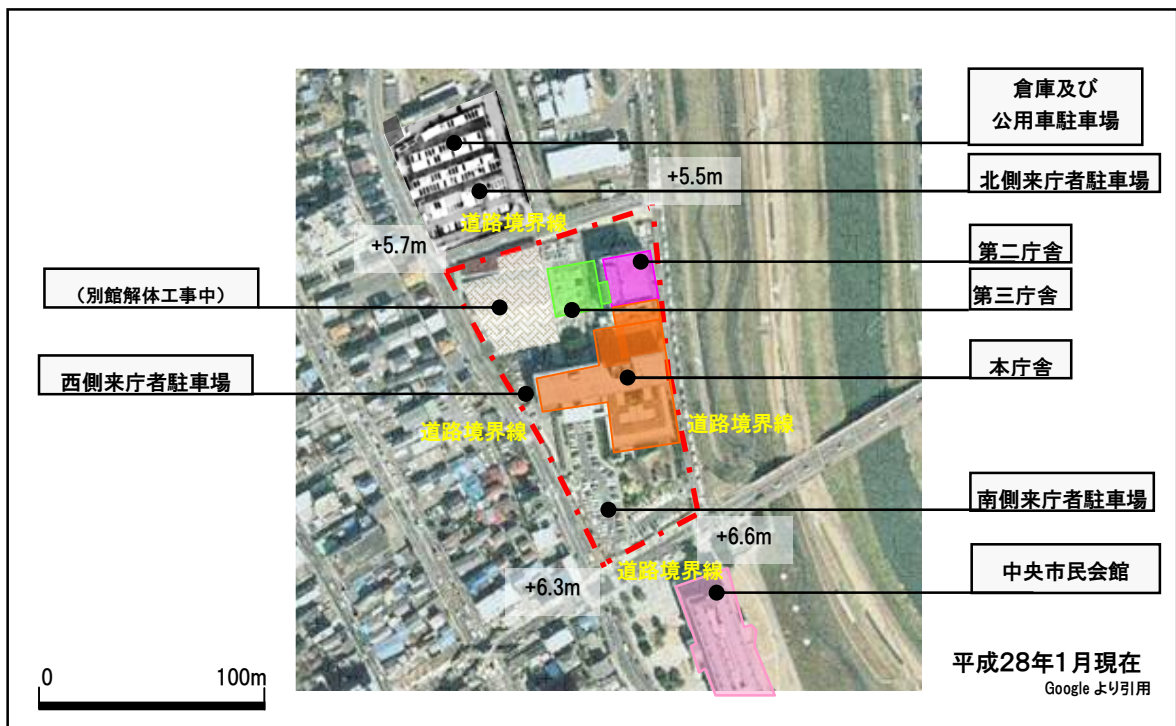 倉庫及び
公用車駐車場
北側来庁者駐車場
+5.5m
道路境界線
+5.7m
第二庁舎
（別館解体工事中）
第三庁舎
本庁舎
西側来庁者駐車場
道路境界線
道路境界線
南側来庁者駐車場
+6.6m
道路境界線
中央市民会館
+6.3m
平成28年1月現在
Google より引用
0 100m